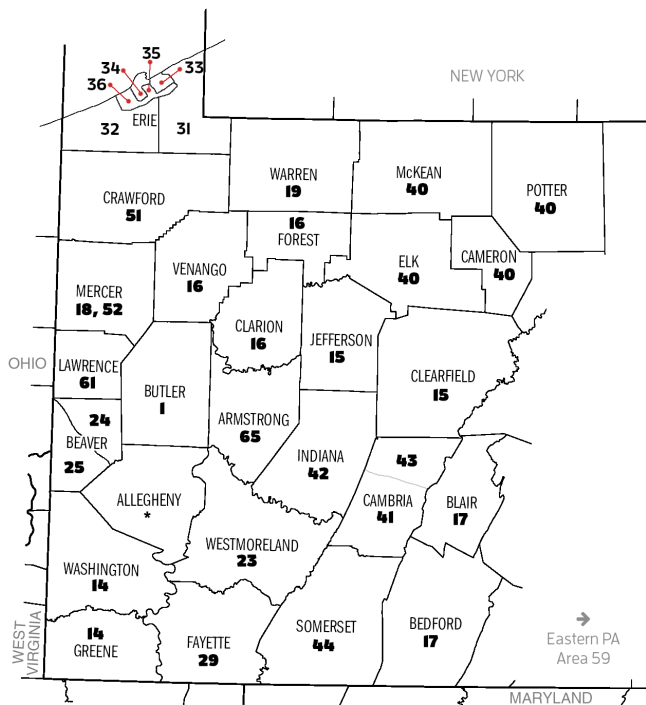 35
34
33
36
NEW YORK
ERIE
32
31
WARREN
19
McKEAN
40
POTTER
40
CRAWFORD
51
16
FOREST
VENANGO
16
ELK
40
CAMERON
40
MERCER
18, 52
CLARION
16
JEFFERSON
15
OHIO
LAWRENCE
61
BUTLER
1
CLEARFIELD
15
ARMSTRONG
65
24
BEAVER
25
INDIANA
42
43
CAMBRIA
41
BLAIR
17
ALLEGHENY
*
WESTMORELAND
23
WASHINGTON
14
WEST
VIRGINIA
14
GREENE
FAYETTE
29
SOMERSET
44
BEDFORD
17
Eastern PA
Area 59
MARYLAND